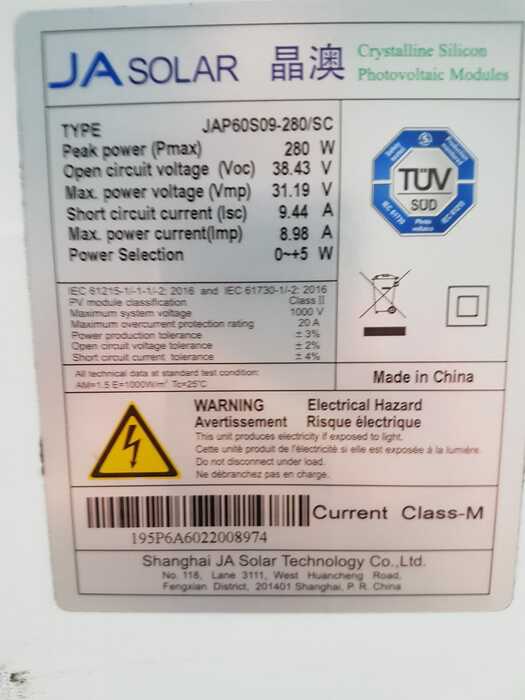 JA SOLAR 晶澳 Crystalline Silicon
Photovoltaic Modules
TYPE JAP60S09-280/SC
Peak power (Pmax) 280 W
Open circuit voltage (Voc) 38.43 V
Max. power voltage (Vmp) 31.19 V
Short circuit current (Isc) 9.44 A
Max. power current(Imp) 8.98 A
Power Selection 0~+5 W
TÜV
SÜD
IEC 61730
IEC 61215
IEC 61215-1/-1-1/-2: 2016 and IEC 61730-1/-2: 2016
PV module classification Class II
Maximum system voltage 1000 V
Maximum overcurrent protection rating 20 A
Power production tolerance ± 3%
Open circuit voltage tolerance ± 2%
Short circuit current tolerance ± 4%
All technical data at standard test condition:
AM=1.5 E=1000W/m² Tc=25°C
Made in China
WARNING Electrical Hazard
Avertissement Risque électrique
This unit produces electricity if exposed to light.
Cette unité produit de l'électricité si elle est exposée à la lumière.
Do not disconnect under load.
Ne débranchez pas en charge.
Current Class-M
195P6A6022008974
Shanghai JA Solar Technology Co.,Ltd.
No. 118, Lane 3111, West Huancheng Road,
Fengxian District, 201401 Shanghai, P. R. China